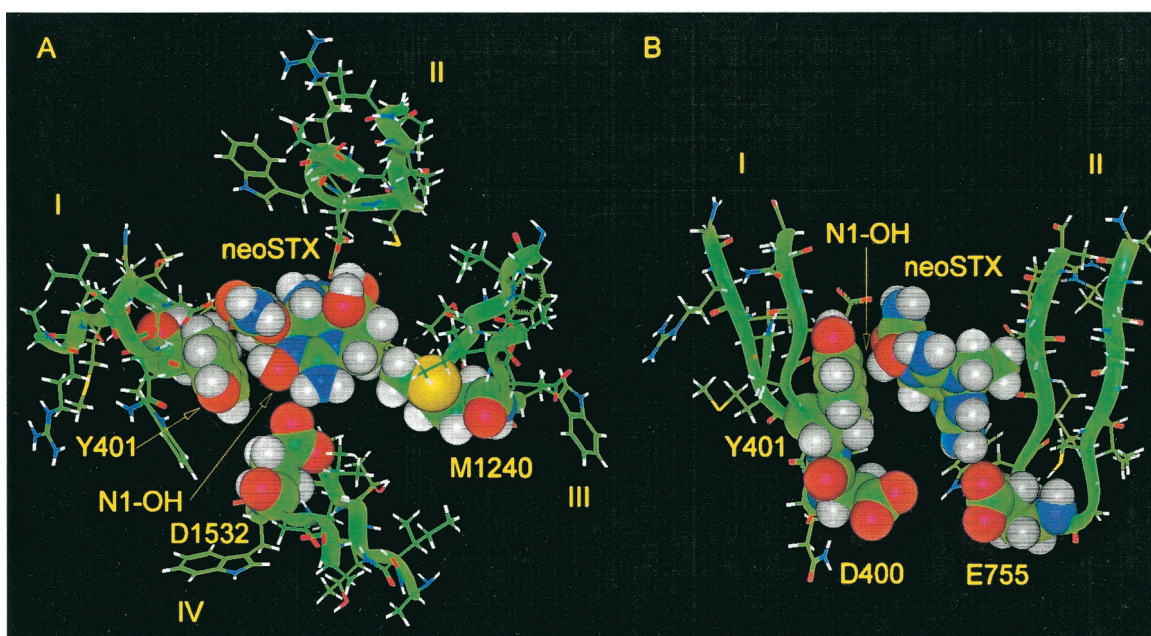 A
II
I
neoSTX
Y401
N1-OH
D1532
M1240
III
IV
B
I
II
N1-OH
neoSTX
Y401
D400
E755